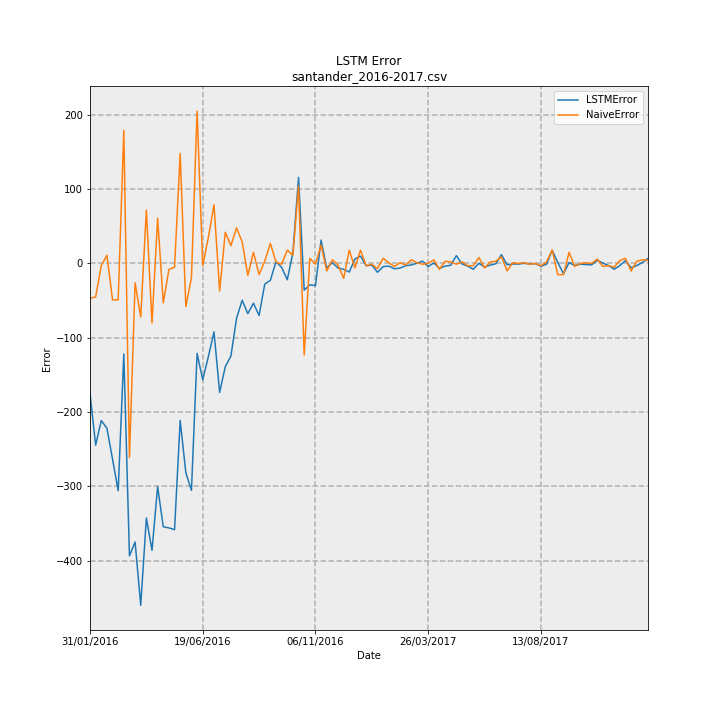 LSTM Error
santander_2016-2017.csv
LSTMError
NaiveError
200
100
0
−100
−200
−300
−400
Error
31/01/2016
19/06/2016
06/11/2016
26/03/2017
13/08/2017
Date